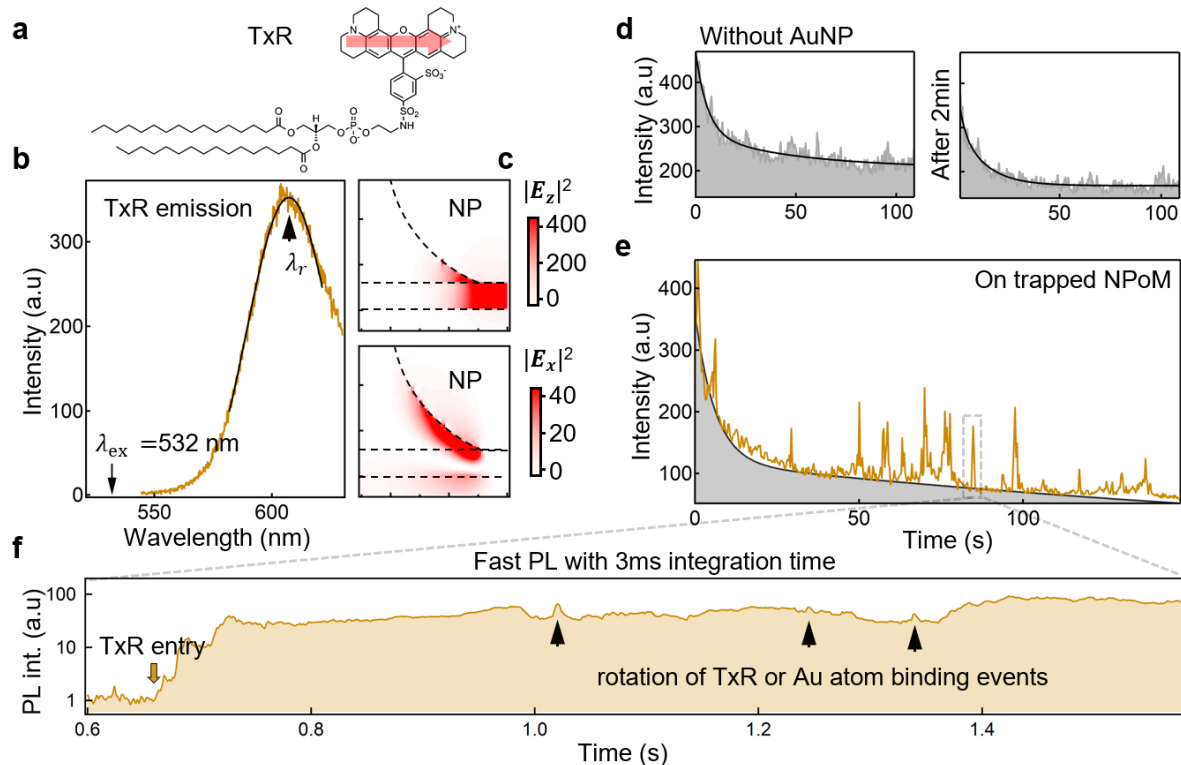 a
TxR
N
O
N+
SO3-
SO2
NH
O
O
H
O
O
P
O
O-
O
O
b
TxR emission
λr
λex =532 nm
300
200
100
0
Intensity (a.u)
550
600
Wavelength (nm)
c
NP
|Ez|2
400
200
0
NP
|Ex|2
40
20
0
d
Without AuNP
400
300
200
Intensity (a.u)
0
50
100
After 2min
50
100
e
On trapped NPoM
400
300
200
100
Intensity (a.u)
0
50
100
Time (s)
f
Fast PL with 3ms integration time
100
10
1
PL int. (a.u)
TxR entry
rotation of TxR or Au atom binding events
0.6
0.8
1.0
1.2
1.4
Time (s)